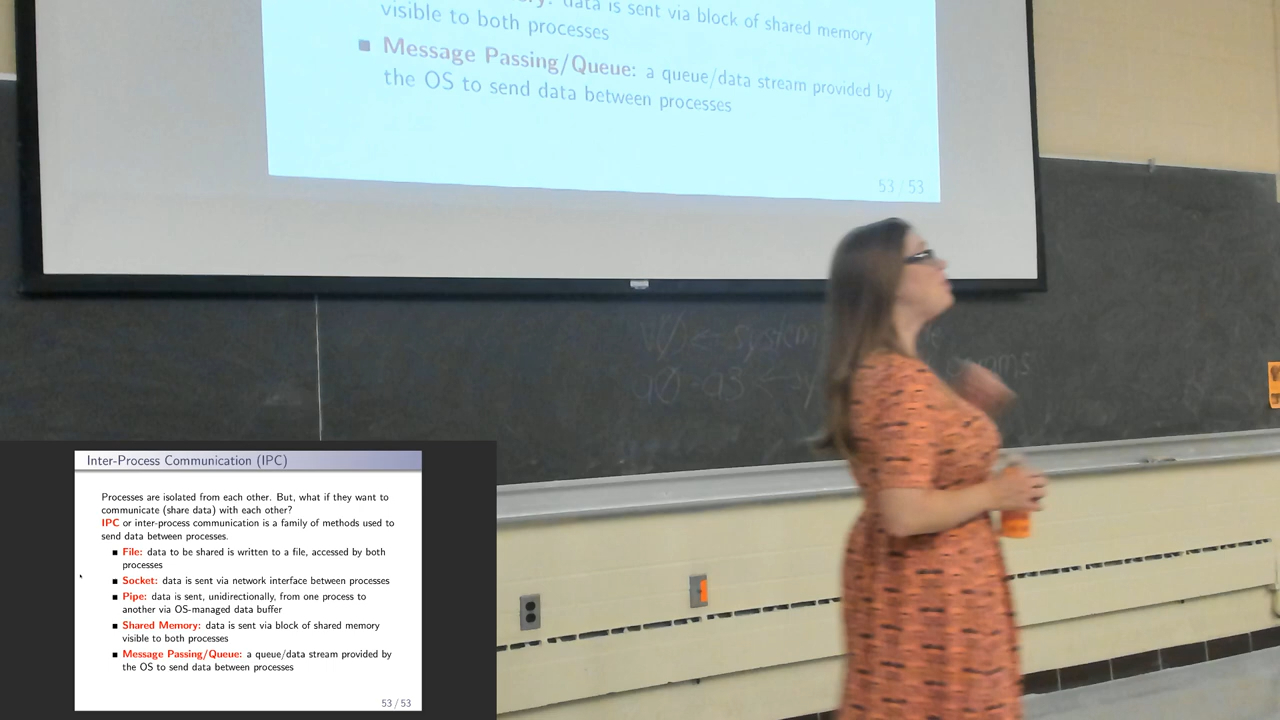 data is sent via block of shared memory
visible to both processes
■ Message Passing/Queue: a queue/data stream provided by
the OS to send data between processes
53 / 53
system
a0 - a3
Inter-Process Communication (IPC)
Processes are isolated from each other. But, what if they want to
communicate (share data) with each other?
IPC or inter-process communication is a family of methods used to
send data between processes.
■ File: data to be shared is written to a file, accessed by both
processes
■ Socket: data is sent via network interface between processes
■ Pipe: data is sent, unidirectionally, from one process to
another via OS-managed data buffer
■ Shared Memory: data is sent via block of shared memory
visible to both processes
■ Message Passing/Queue: a queue/data stream provided by
the OS to send data between processes
53 / 53